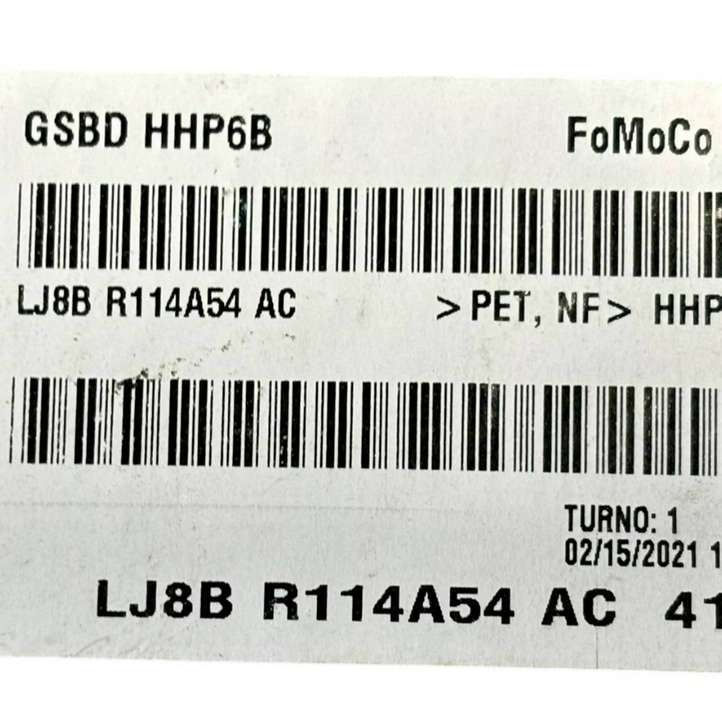 GSBD HHP6B FoMoCo
LJ8B R114A54 AC >PET, NF> HHP
TURNO: 1
02/15/2021 1
LJ8B R114A54 AC 41